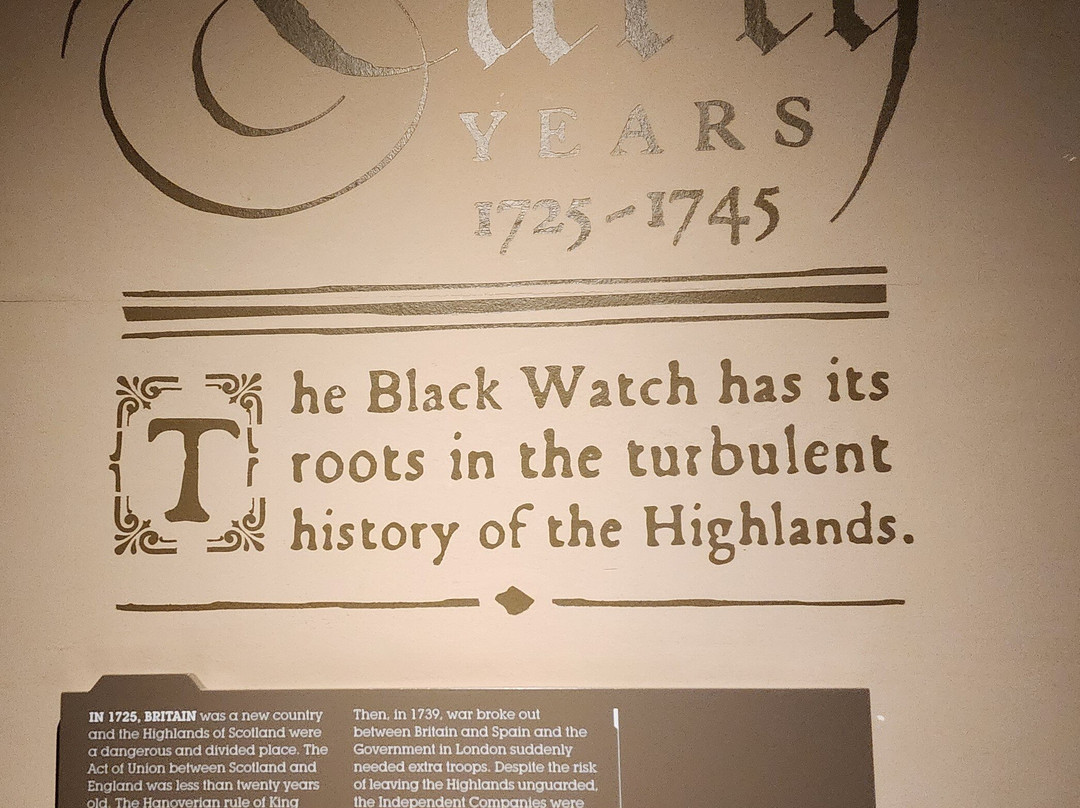 Early
YEARS
1725-1745
The Black Watch has its
roots in the turbulent
history of the Highlands.
IN 1725, BRITAIN was a new country
and the Highlands of Scotland were
a dangerous and divided place. The
Act of Union between Scotland and
England was less than twenty years
old. The Hanoverian rule of King
Then, in 1739, war broke out
between Britain and Spain and the
Government in London suddenly
needed extra troops. Despite the risk
of leaving the Highlands unguarded,
the Independent Companies were